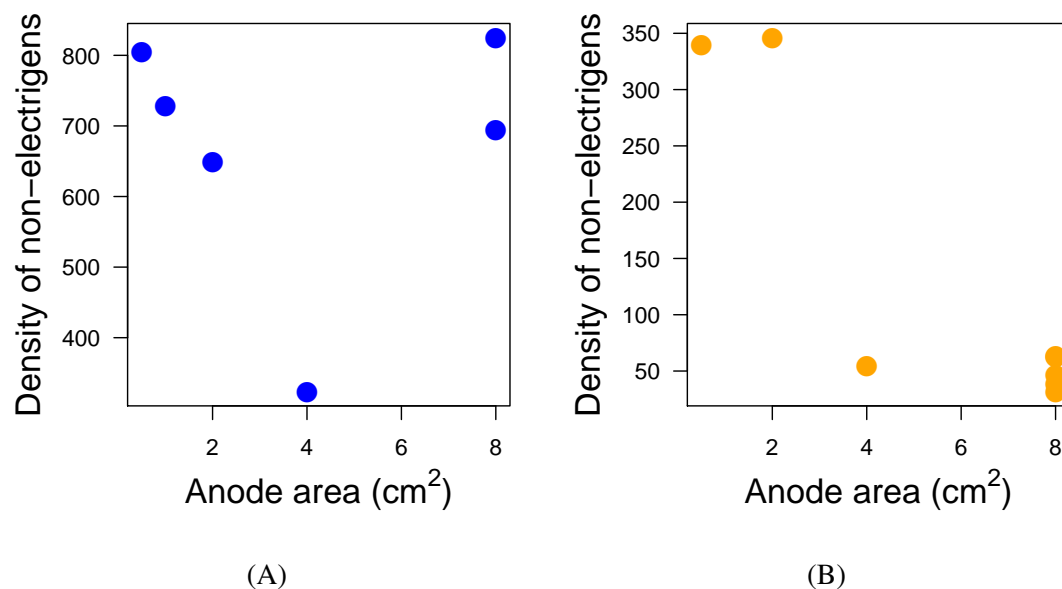 Density of non−electrigens
800
700
600
500
400
2 4 6 8
Anode area (cm²)
(A)
Density of non−electrigens
350
300
250
200
150
100
50
2 4 6 8
Anode area (cm²)
(B)